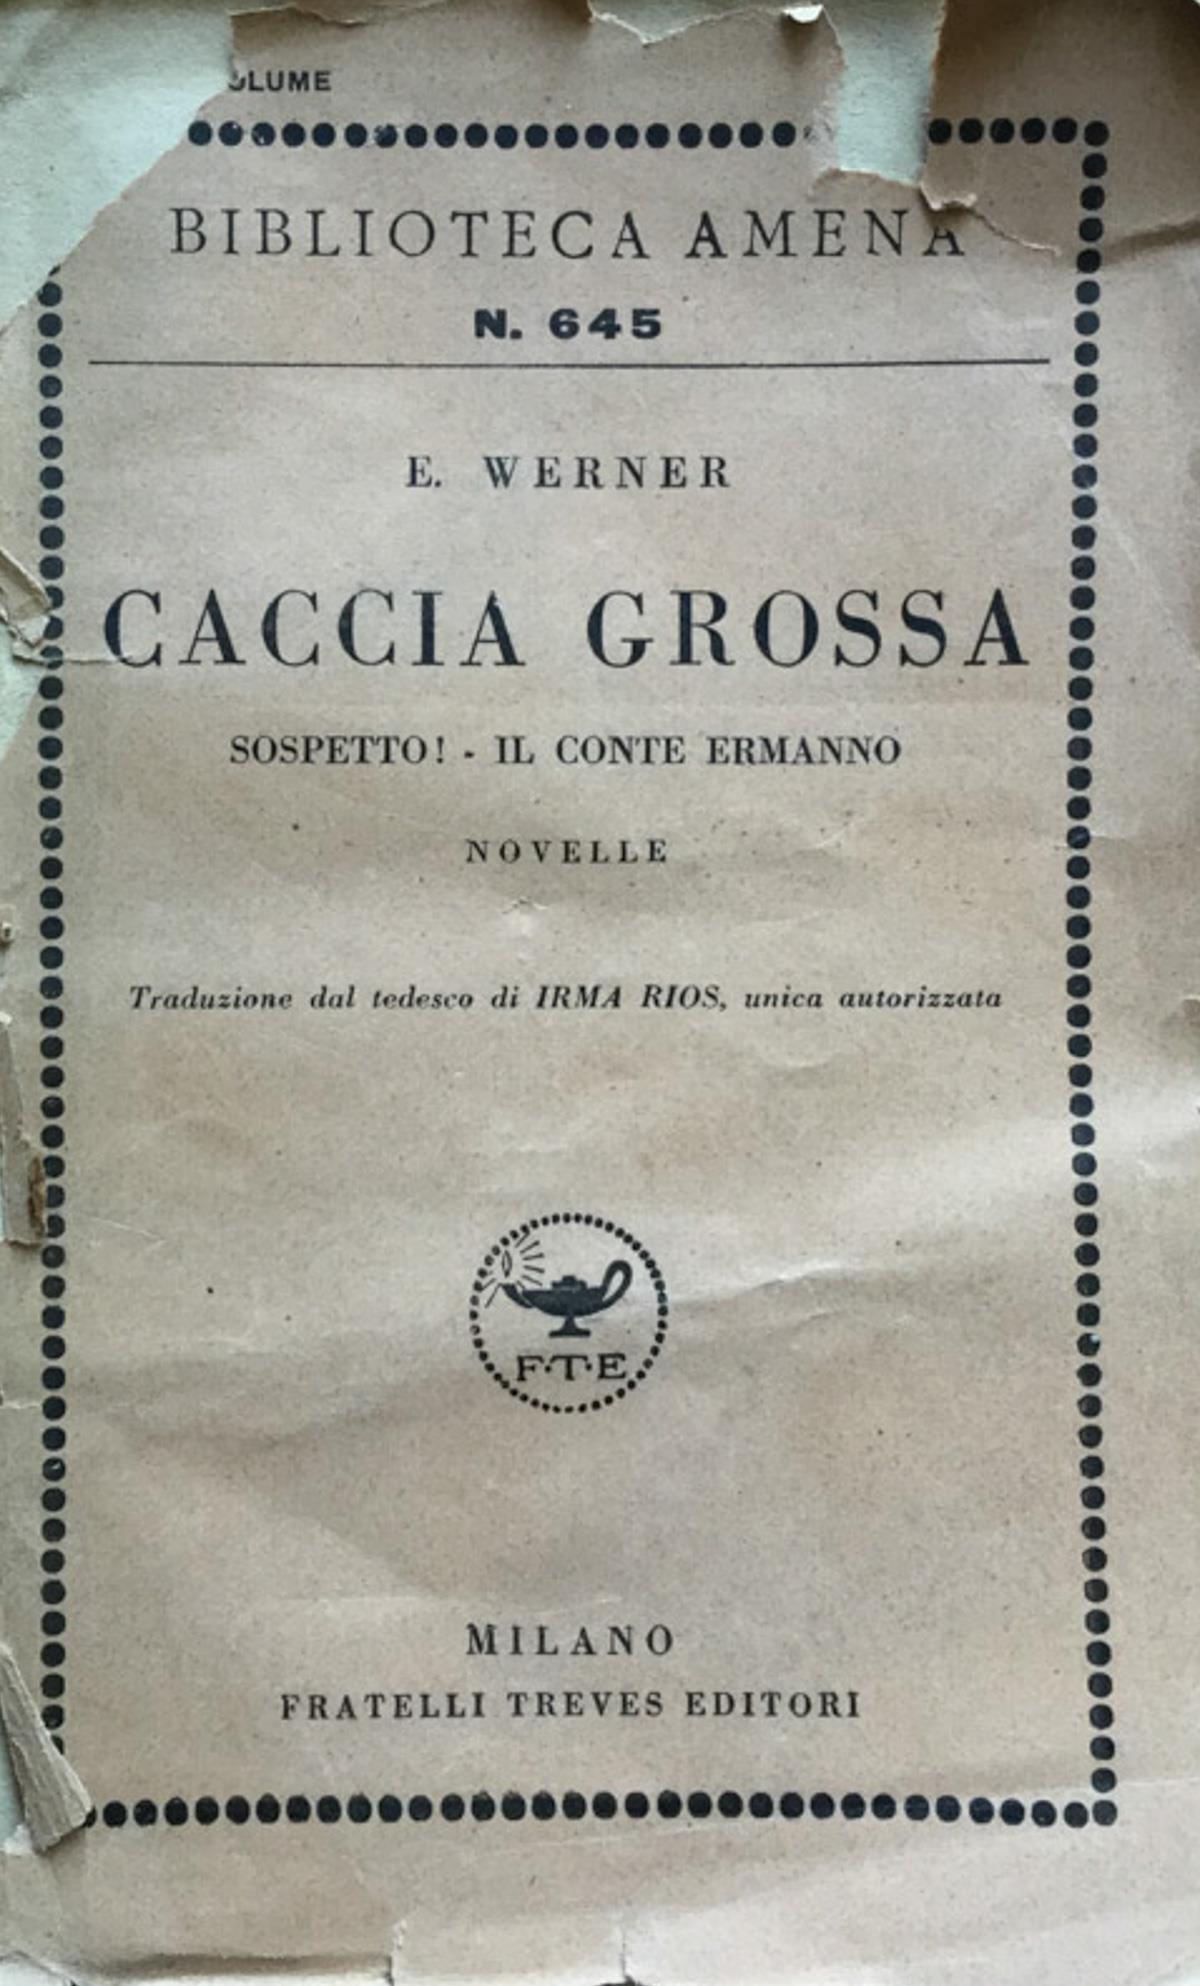 BIBLIOTECA AMENA
N. 645
E. WERNER
CACCIA GROSSA
SOSPETTO! - IL CONTE ERMANNO
NOVELLE
Traduzione dal tedesco di IRMA RIOS, unica autorizzata
F·T·E
MILANO
FRATELLI TREVES EDITORI